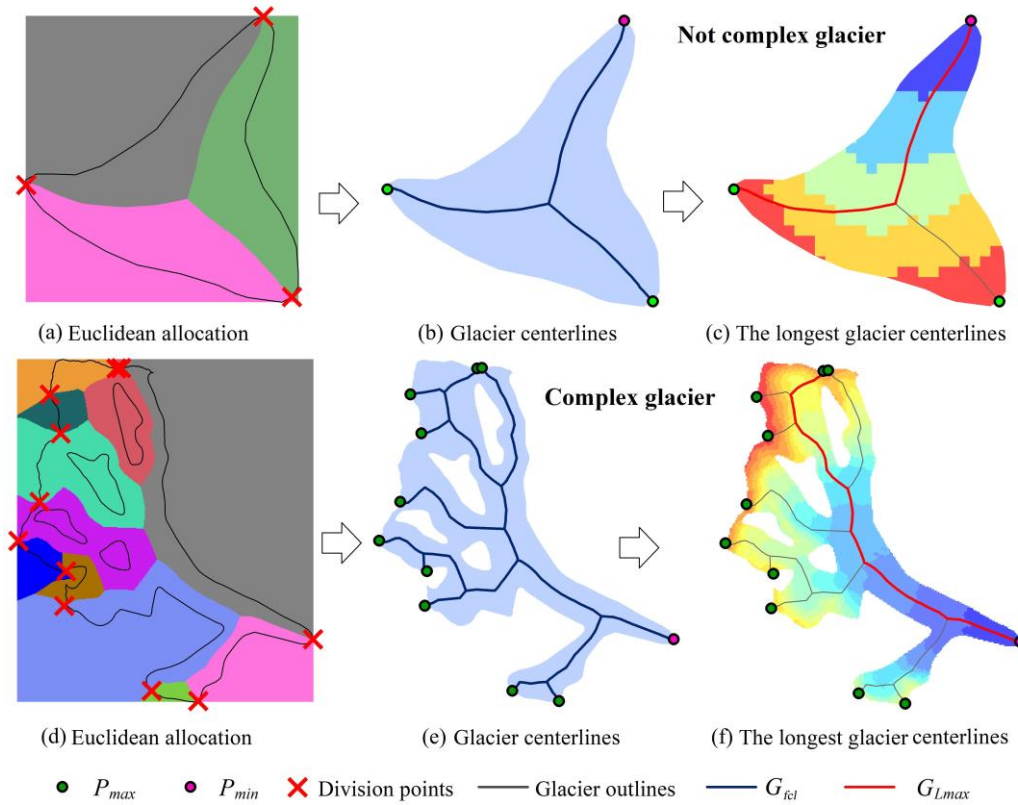 Not complex glacier
(a) Euclidean allocation
(b) Glacier centerlines
(c) The longest glacier centerlines
Complex glacier
(d) Euclidean allocation
(e) Glacier centerlines
(f) The longest glacier centerlines
Pmax Pmin Division points Glacier outlines Gfcl GLmax